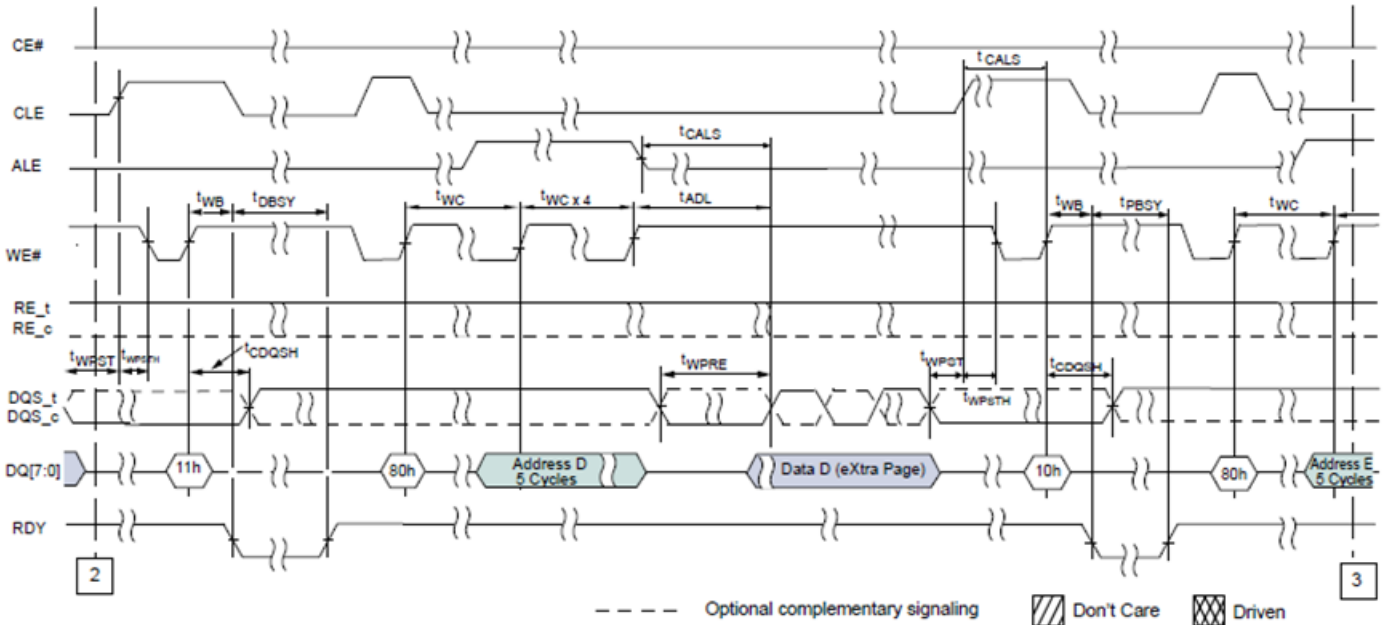 CE#
tCALS
CLE
tCALS
ALE
tWB tDBSY tWC tWC x 4 tADL tWB tPBSY tWC
WE#
RE_t
RE_c
tWPST tWPSTH tCDQSH tWPRE tWPST tWPSTH tCDQSH
DQS_t
DQS_c
DQ[7:0] 11h 80h Address D 5 Cycles Data D (eXtra Page) 10h 80h Address E 5 Cycles
RDY
2 3
Optional complementary signaling Don't Care Driven